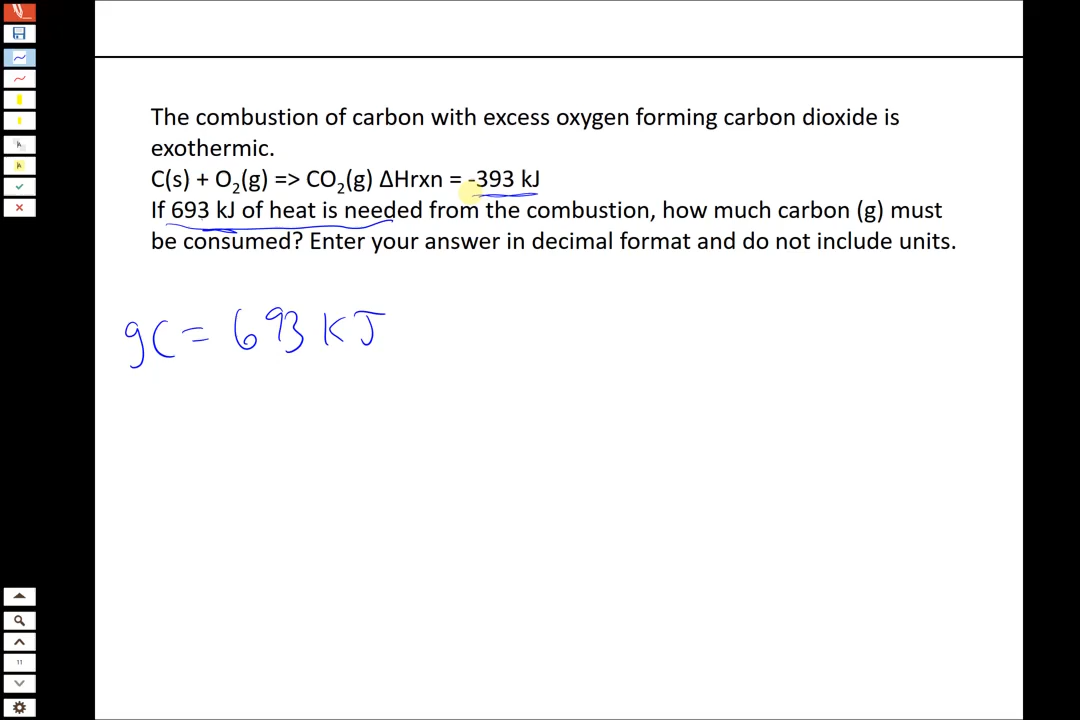 The combustion of carbon with excess oxygen forming carbon dioxide is
exothermic.
C(s) + O₂(g) => CO₂(g) ΔHrxn = -393 kJ
If 693 kJ of heat is needed from the combustion, how much carbon (g) must
be consumed? Enter your answer in decimal format and do not include units.
gC = 693 KJ
11